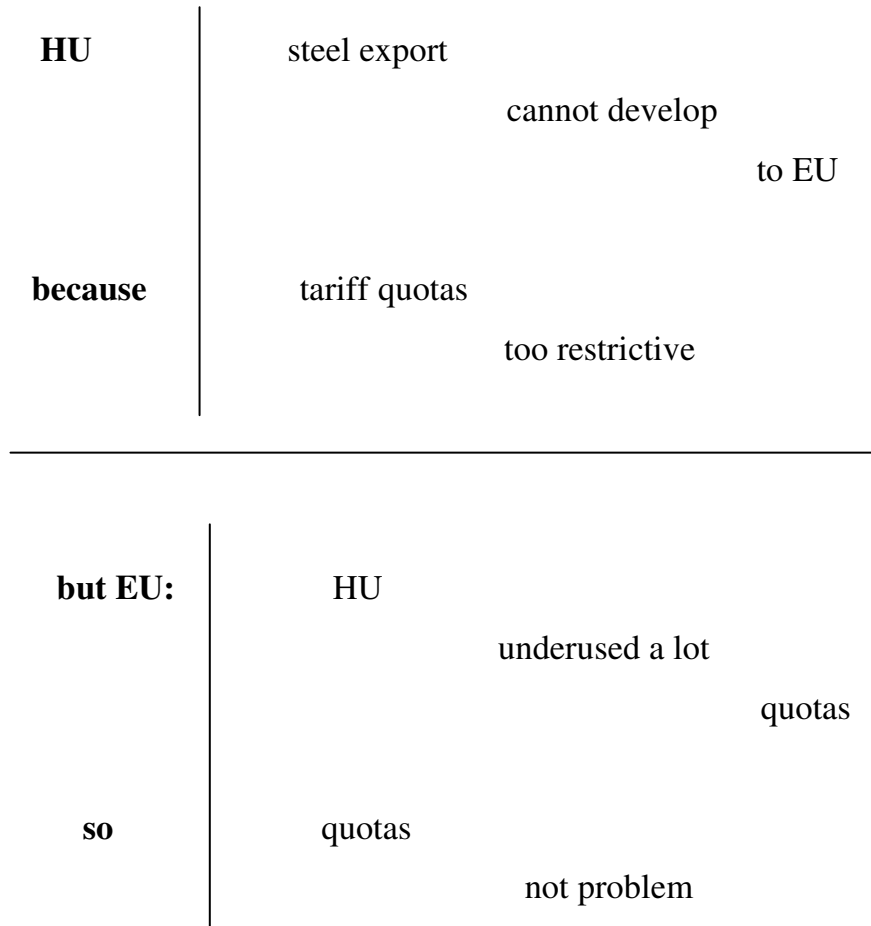 HU steel export
cannot develop
to EU
because tariff quotas
too restrictive
but EU: HU
underused a lot
quotas
so quotas
not problem